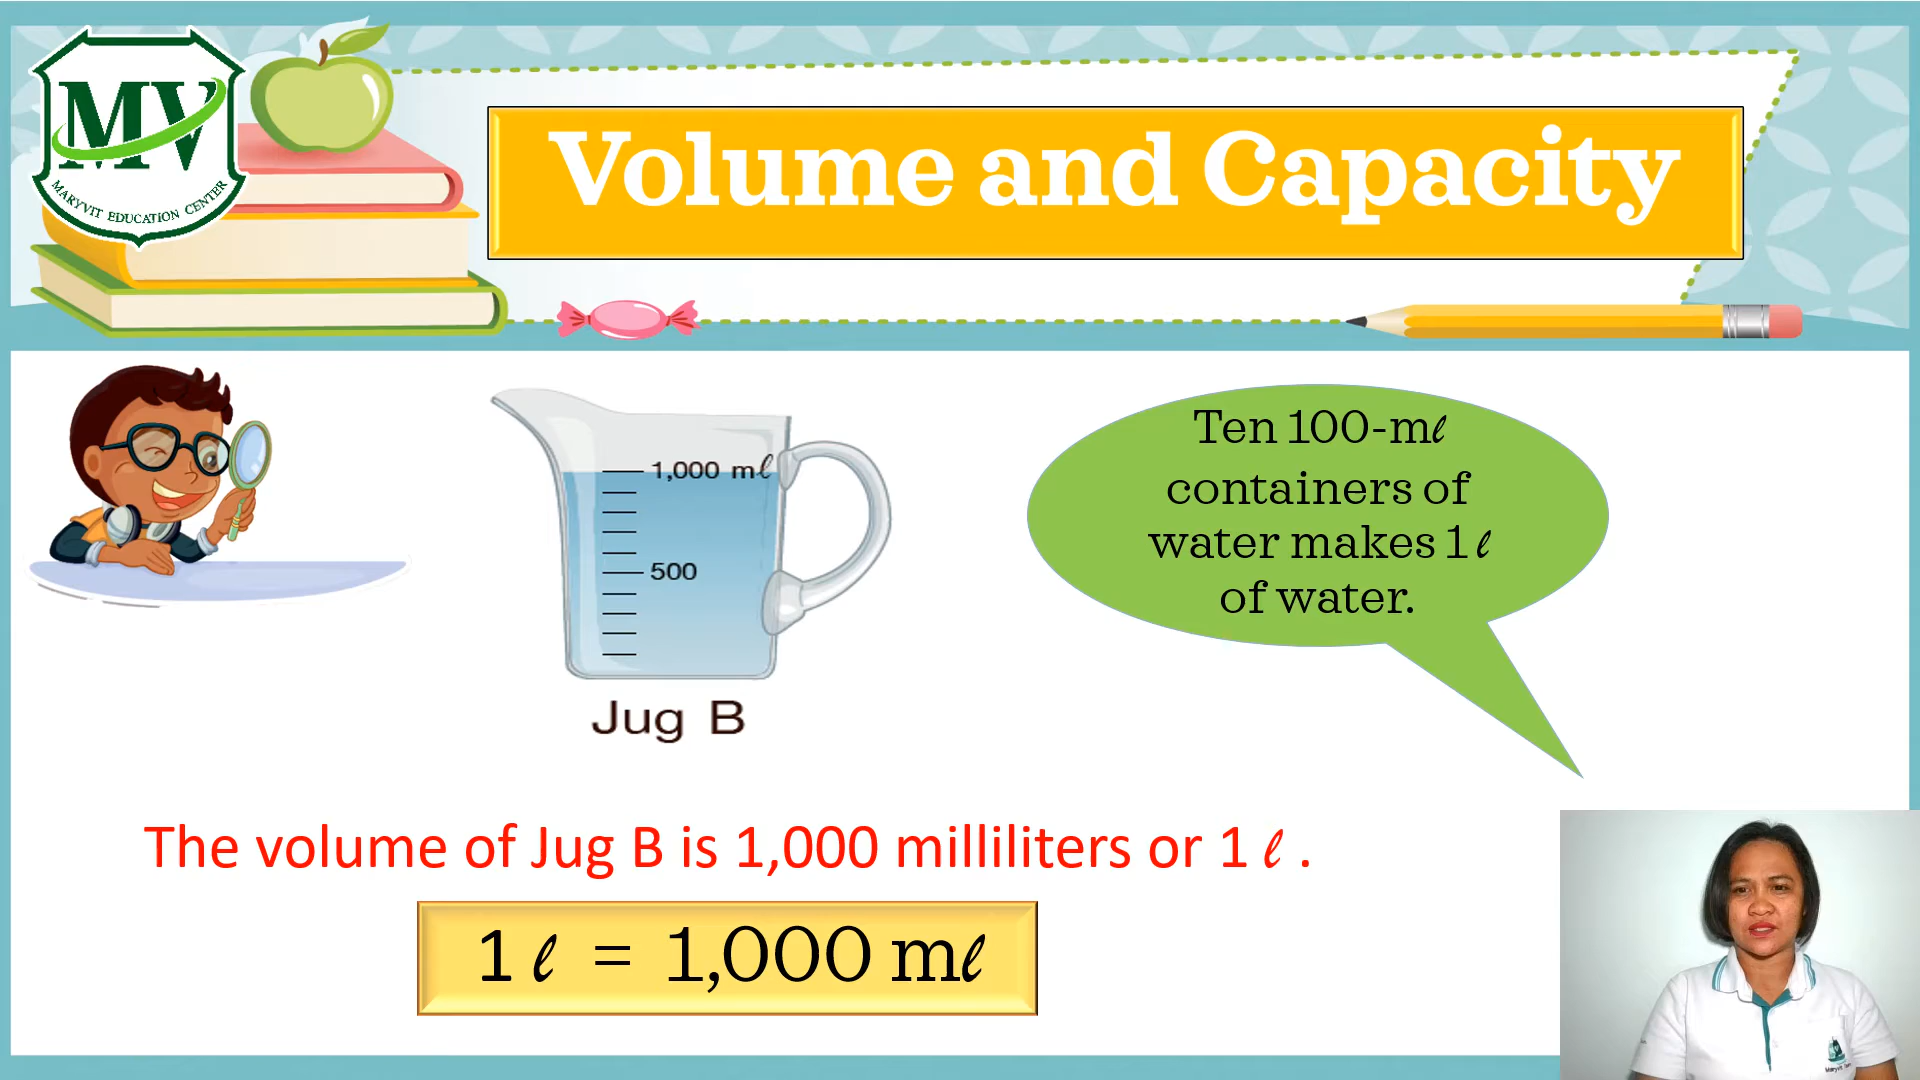 MV
MARYVIT EDUCATION CENTER
Volume and Capacity
1,000 mℓ
500
Jug B
Ten 100-mℓ
containers of
water makes 1 ℓ
of water.
The volume of Jug B is 1,000 milliliters or 1 ℓ .
1 ℓ = 1,000 mℓ